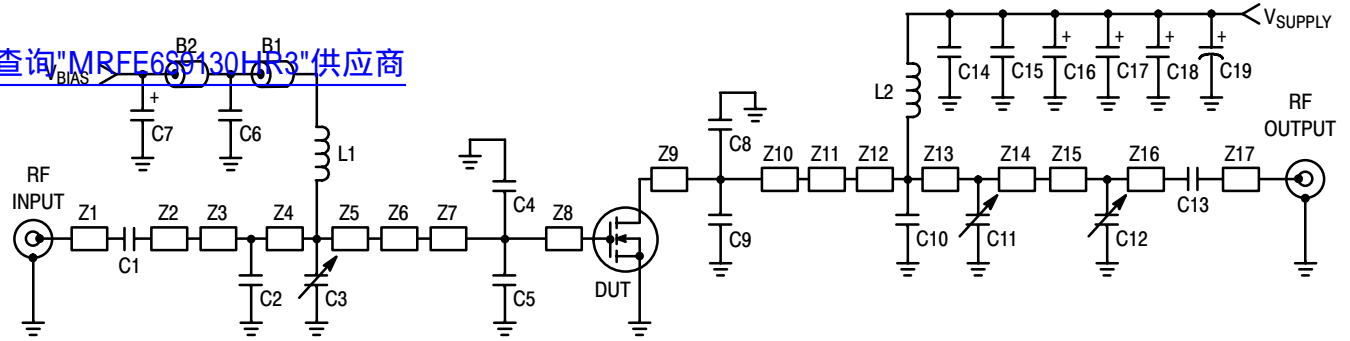 VSUPPLY
B2 B1
查询"MRFE6S9130HR3"供应商
VBIAS
C14 C15 C16 C17 C18 C19
+ + + +
L2
+
C7 C6
L1
C8
RF
OUTPUT
Z9 Z10 Z11 Z12 Z13 Z14 Z15 Z16 Z17
C13
RF
INPUT
C4
C9 C10 C11 C12
Z1 Z2 Z3 Z4 Z5 Z6 Z7 Z8
C1
C2 C3 C5
DUT